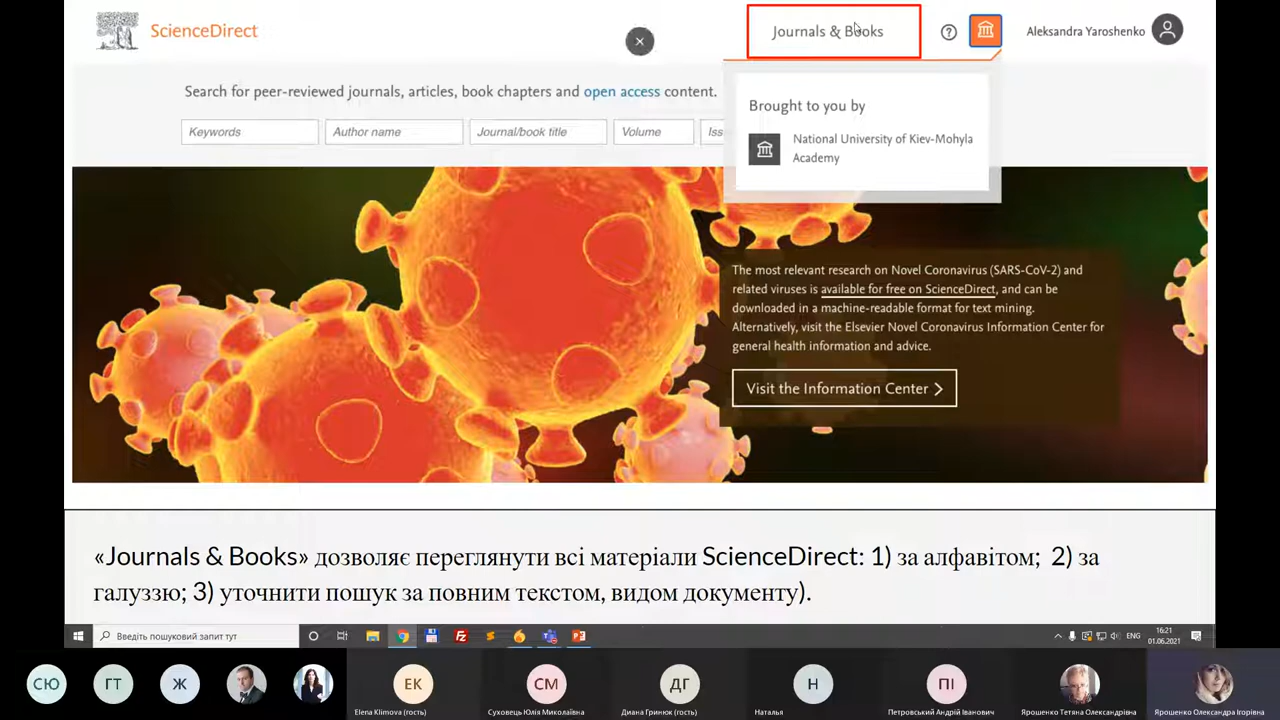 ScienceDirect
Journals & Books
Aleksandra Yaroshenko
Search for peer-reviewed journals, articles, book chapters and open access content.
Keywords
Author name
Journal/book title
Volume
Iss
Brought to you by
National University of Kiev-Mohyla
Academy
The most relevant research on Novel Coronavirus (SARS-CoV-2) and
related viruses is available for free on ScienceDirect, and can be
downloaded in a machine-readable format for text mining.
Alternatively, visit the Elsevier Novel Coronavirus Information Center for
general health information and advice.
Visit the Information Center
«Journals & Books» дозволяє переглянути всі матеріали ScienceDirect: 1) за алфавітом; 2) за
галуззю; 3) уточнити пошук за повним текстом, видом документу).
Введіть пошуковий запит тут
ENG
16:21
01.06.2021
СЮ
ГТ
Ж
ЕК
СМ
ДГ
Н
ПІ
Elena Klimova (гость)
Суховець Юлія Миколаївна
Диана Гринюк (гость)
Наталья
Петровський Андрій Іванович
Ярошенко Тетяна Олександрівна
Ярошенко Олександра Ігорівна